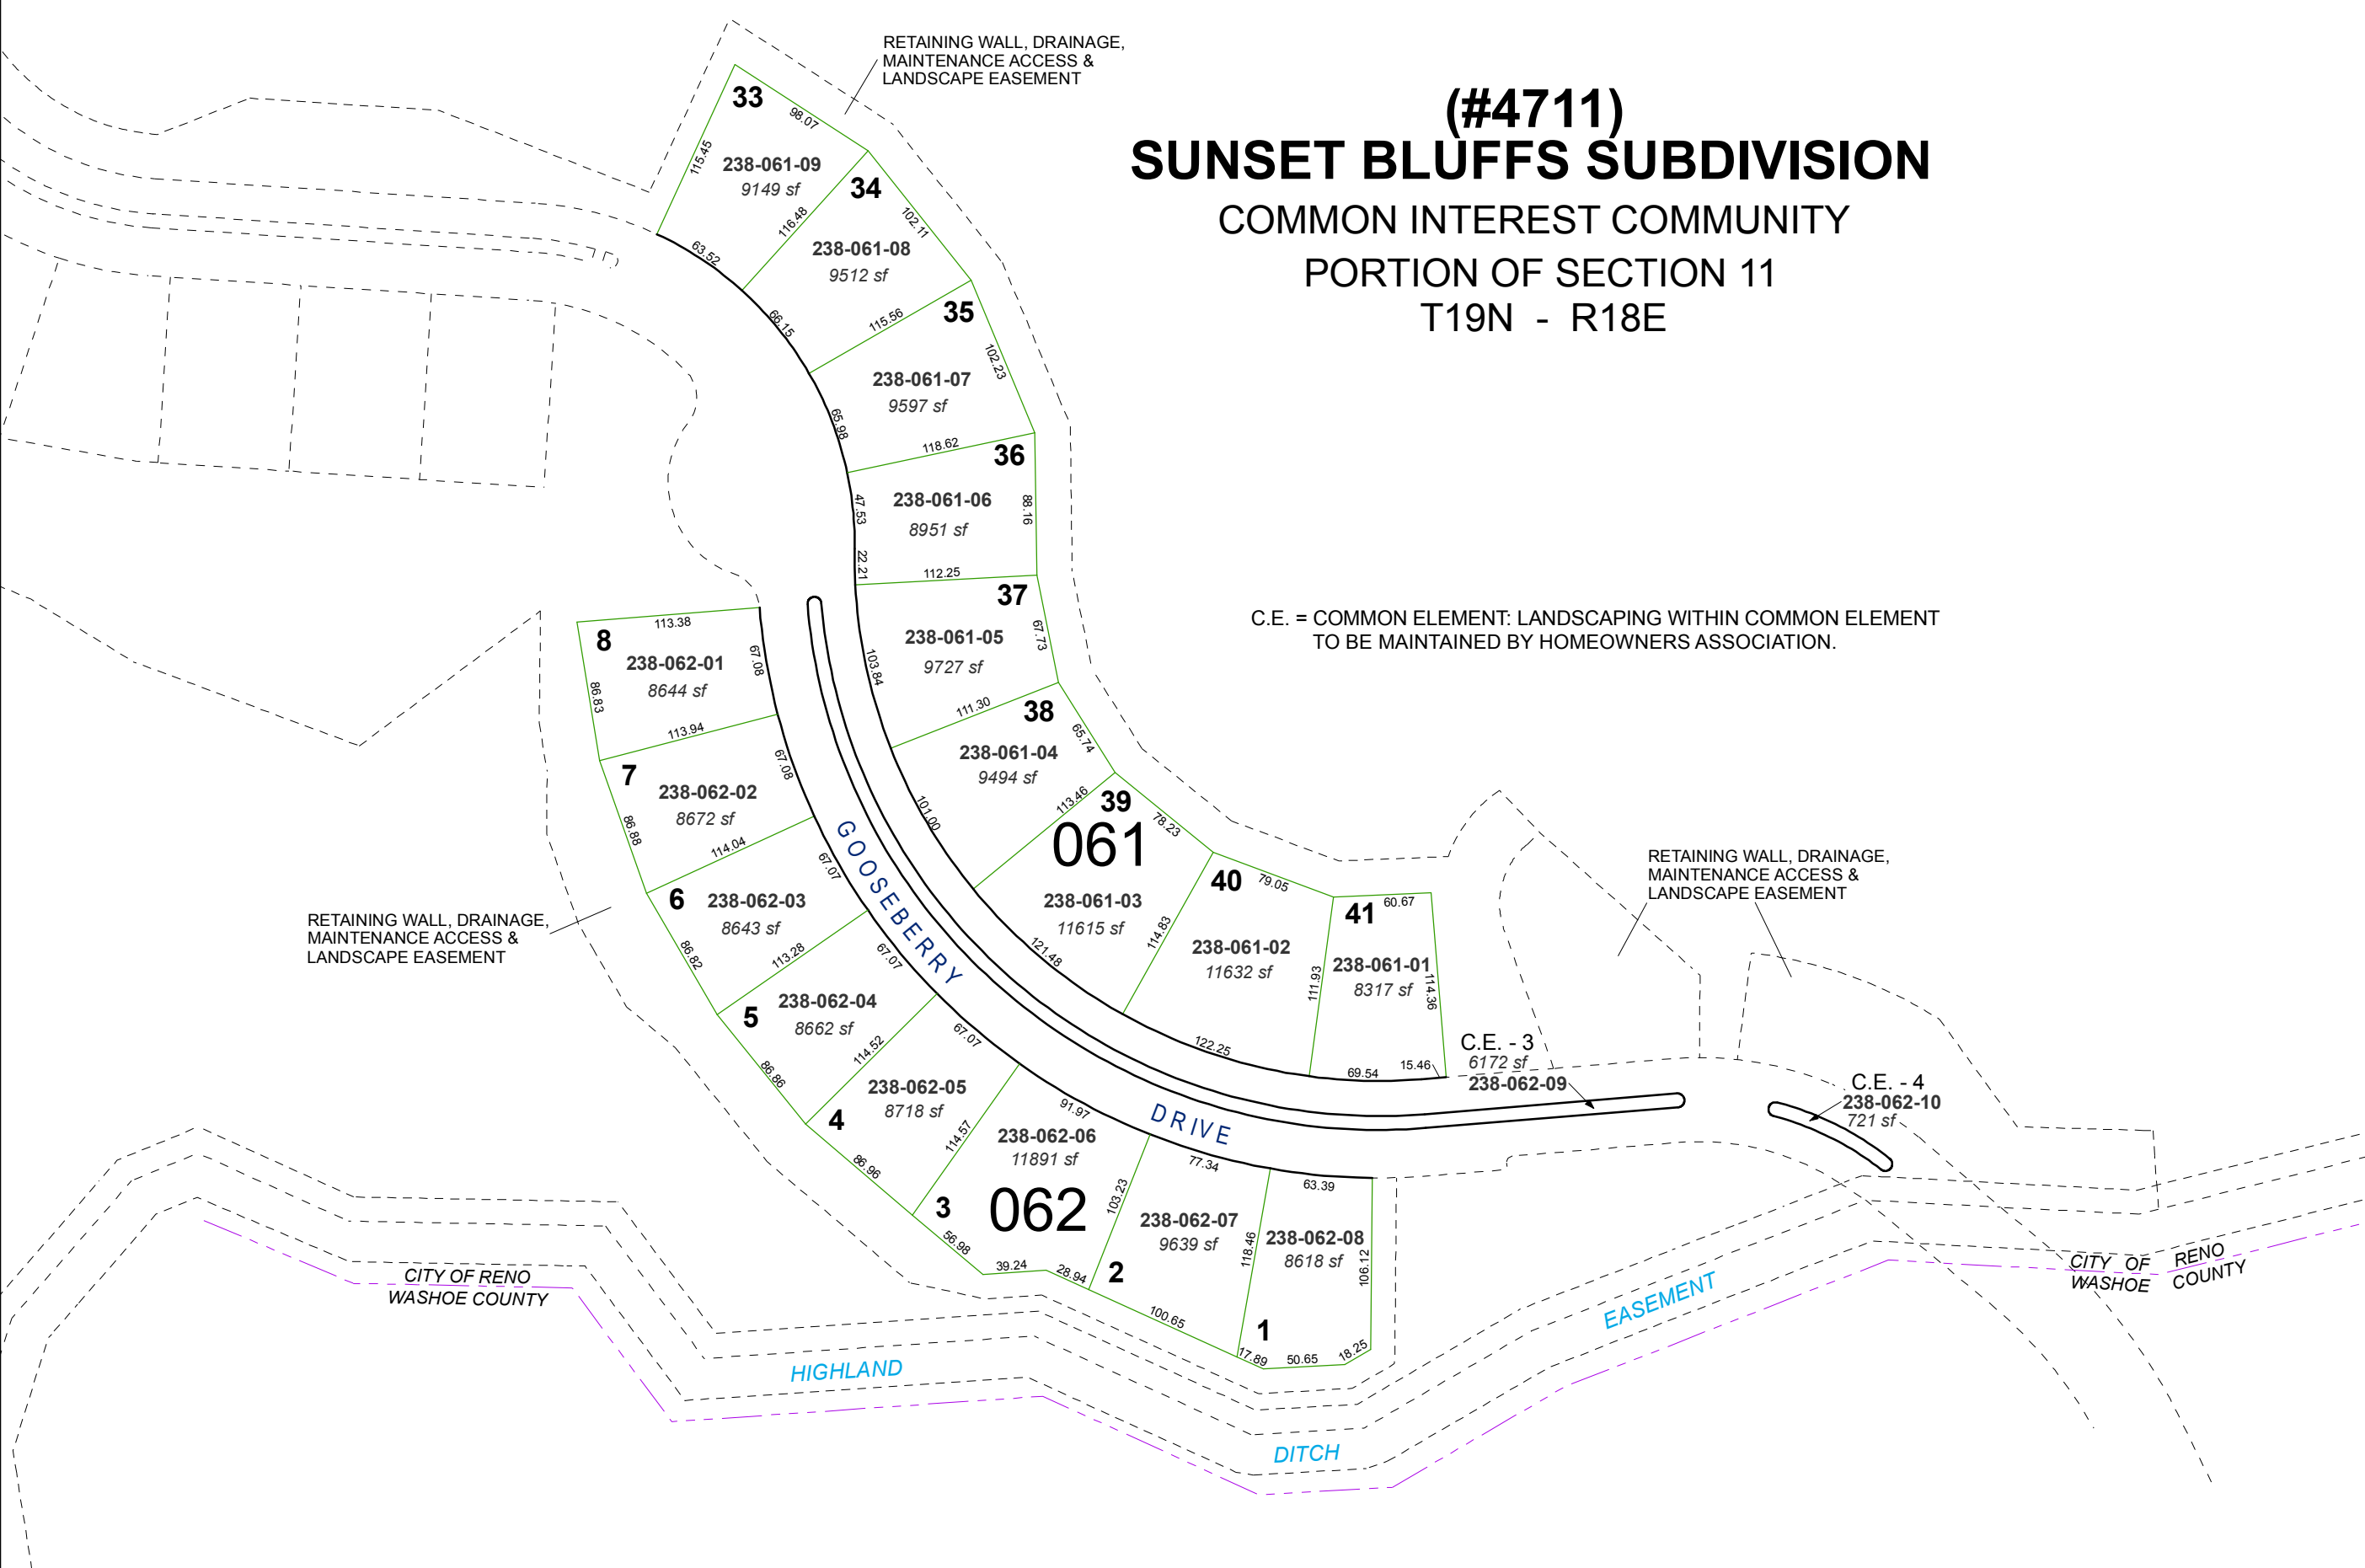 (#4711)
SUNSET BLUFFS SUBDIVISION
COMMON INTEREST COMMUNITY
PORTION OF SECTION 11
T19N - R18E
RETAINING WALL, DRAINAGE,
MAINTENANCE ACCESS &
LANDSCAPE EASEMENT
33
98.07
115.45
238-061-09
9149 sf
63.52
116.48
34
102.11
238-061-08
9512 sf
66.15
115.56
35
102.23
238-061-07
9597 sf
65.98
118.62
36
88.16
238-061-06
8951 sf
47.53
22.21
112.25
37
67.73
238-061-05
9727 sf
103.84
111.30
38
65.74
238-061-04
9494 sf
101.00
113.46
39
78.23
061
238-061-03
11615 sf
121.48
114.83
40
79.05
238-061-02
11632 sf
122.25
111.93
41
60.67
238-061-01
8317 sf
114.36
69.54
15.46
C.E. = COMMON ELEMENT: LANDSCAPING WITHIN COMMON ELEMENT
TO BE MAINTAINED BY HOMEOWNERS ASSOCIATION.
RETAINING WALL, DRAINAGE,
MAINTENANCE ACCESS &
LANDSCAPE EASEMENT
C.E. - 3
6172 sf
238-062-09
C.E. - 4
238-062-10
721 sf
113.38
8
238-062-01
8644 sf
67.08
86.83
113.94
7
238-062-02
8672 sf
67.08
86.88
114.04
6
238-062-03
8643 sf
67.07
86.82
113.28
5
238-062-04
8662 sf
67.07
86.86
114.52
4
238-062-05
8718 sf
67.07
86.96
114.57
3
238-062-06
11891 sf
062
91.97
56.98
39.24
28.94
103.23
2
238-062-07
9639 sf
77.34
100.65
118.46
1
238-062-08
8618 sf
63.39
106.12
17.89
50.65
18.25
GOOSEBERRY
DRIVE
RETAINING WALL, DRAINAGE,
MAINTENANCE ACCESS &
LANDSCAPE EASEMENT
CITY OF RENO
WASHOE COUNTY
HIGHLAND
DITCH
EASEMENT
CITY OF RENO
WASHOE COUNTY